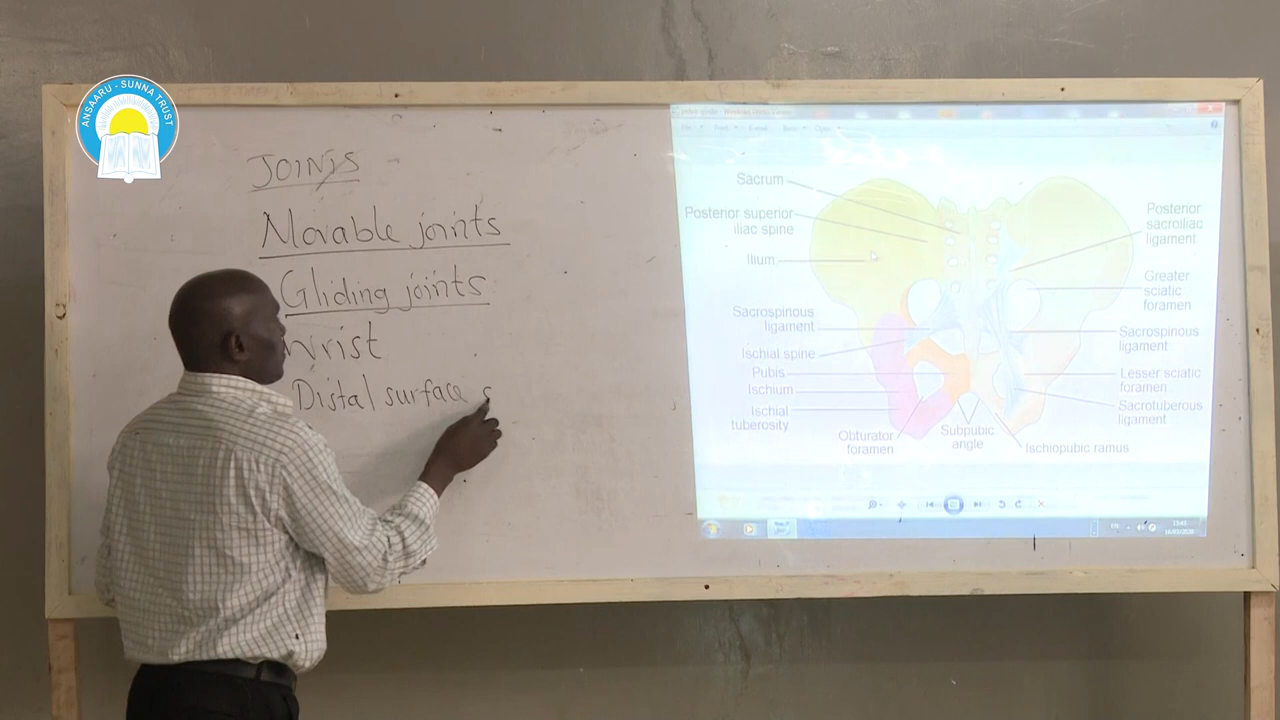 ANSAARU - SUNNA TRUST
JOINTS
Movable joints
Gliding joints
Wrist
Distal surface s
Sacrum
Posterior superior
iliac spine
Ilium
Sacrospinous
ligament
Ischial spine
Pubis
Ischium
Ischial
tuberosity
Obturator
foramen
Subpubic
angle
Ischiopubic ramus
Posterior
sacroiliac
ligament
Greater
sciatic
foramen
Sacrospinous
ligament
Lesser sciatic
foramen
Sacrotuberous
ligament
EN